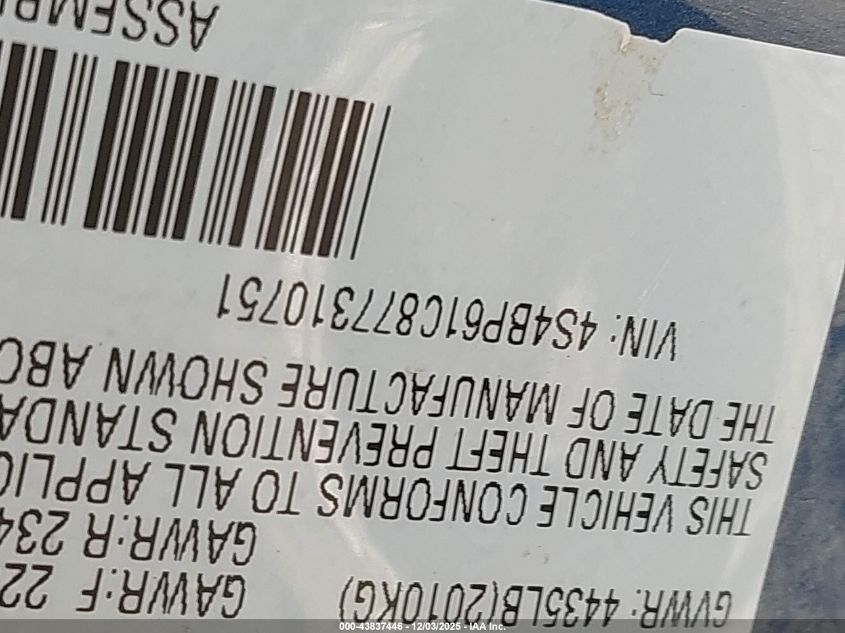 GVWR: 4435LB(2010KG) GAWR:F 22
GAWR:R 234
THIS VEHICLE CONFORMS TO ALL APPLIC
SAFETY AND THEFT PREVENTION STANDA
THE DATE OF MANUFACTURE SHOWN ABO
VIN: 4S4BP61C877310751
ASSEMB
000-43837446 - 12/03/2025 - IAA Inc.